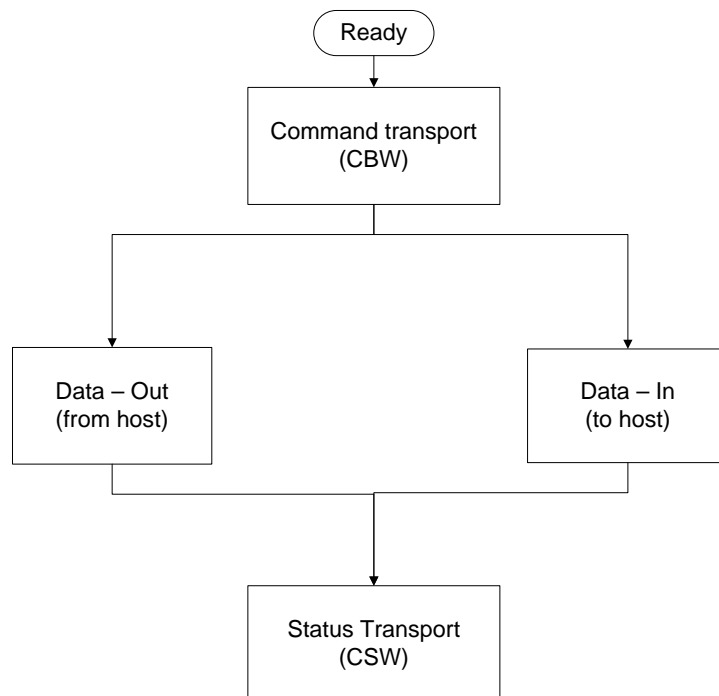 Ready
Command transport
(CBW)
Data – Out
(from host)
Data – In
(to host)
Status Transport
(CSW)